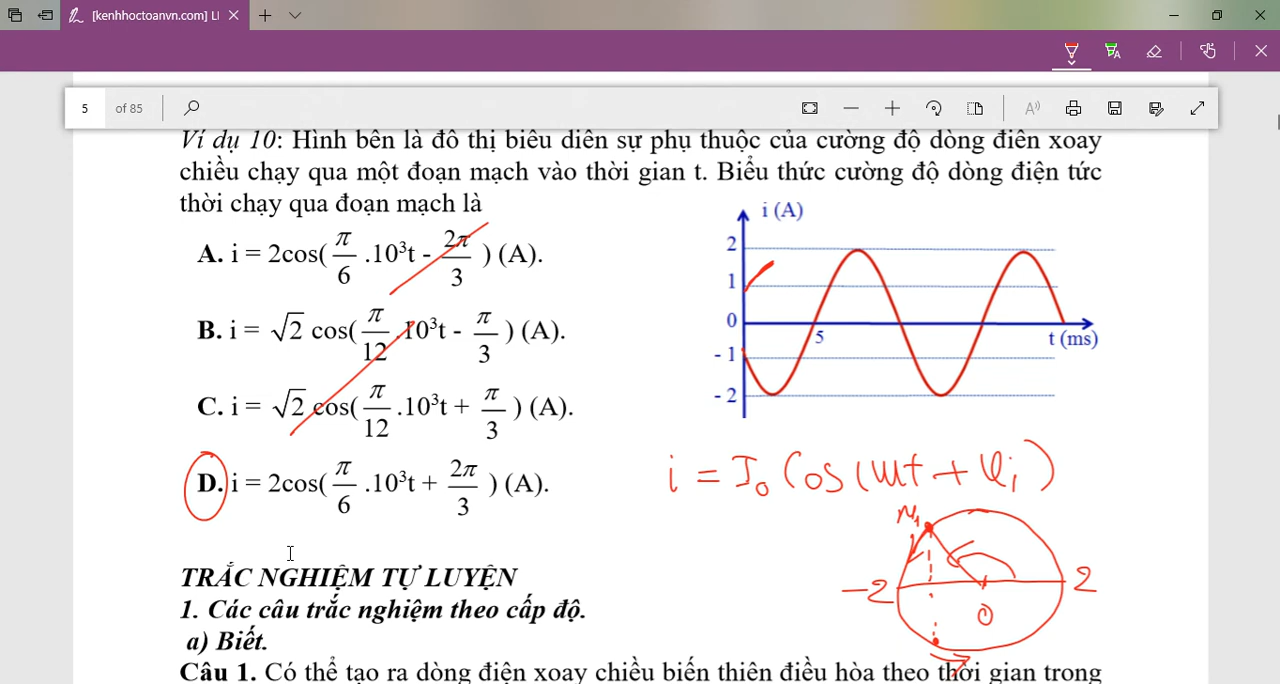 [kenhhoctoanvn.com] LI
5 of 85
Ví dụ 10: Hình bên là đồ thị biêu diên sự phụ thuộc của cường độ dòng điên xoay
chiều chạy qua một đoạn mạch vào thời gian t. Biểu thức cường độ dòng điện tức
thời chạy qua đoạn mạch là
A. i = 2cos(π/6 .10³t - 2π/3 ) (A).
B. i = √2 cos(π/12 .10³t - π/3 ) (A).
C. i = √2 cos(π/12 .10³t + π/3 ) (A).
D. i = 2cos(π/6 .10³t + 2π/3 ) (A).
i (A)
2
1
0
5
t (ms)
- 1
- 2
i = I₀ Cos(ωt + φi)
M₁
-2
2
0
TRẮC NGHIỆM TỰ LUYỆN
1. Các câu trắc nghiệm theo cấp độ.
a) Biết.
Câu 1. Có thể tạo ra dòng điện xoay chiều biến thiên điều hòa theo thời gian trong